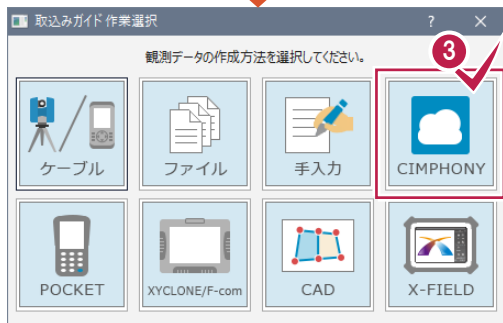 取込みガイド 作業選択
? ×
観測データの作成方法を選択してください。
3
ケーブル
ファイル
手入力
CIMPHONY
POCKET
XYCLONE/F-com
CAD
X-FIELD